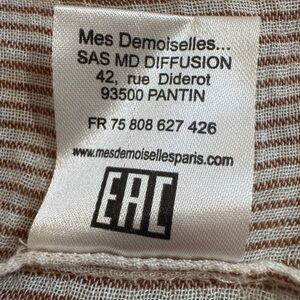 Mes Demoiselles...
SAS MD DIFFUSION
42, rue Diderot
93500 PANTIN
FR 75 808 627 426
www.mesdemoisellesparis.com
EAC